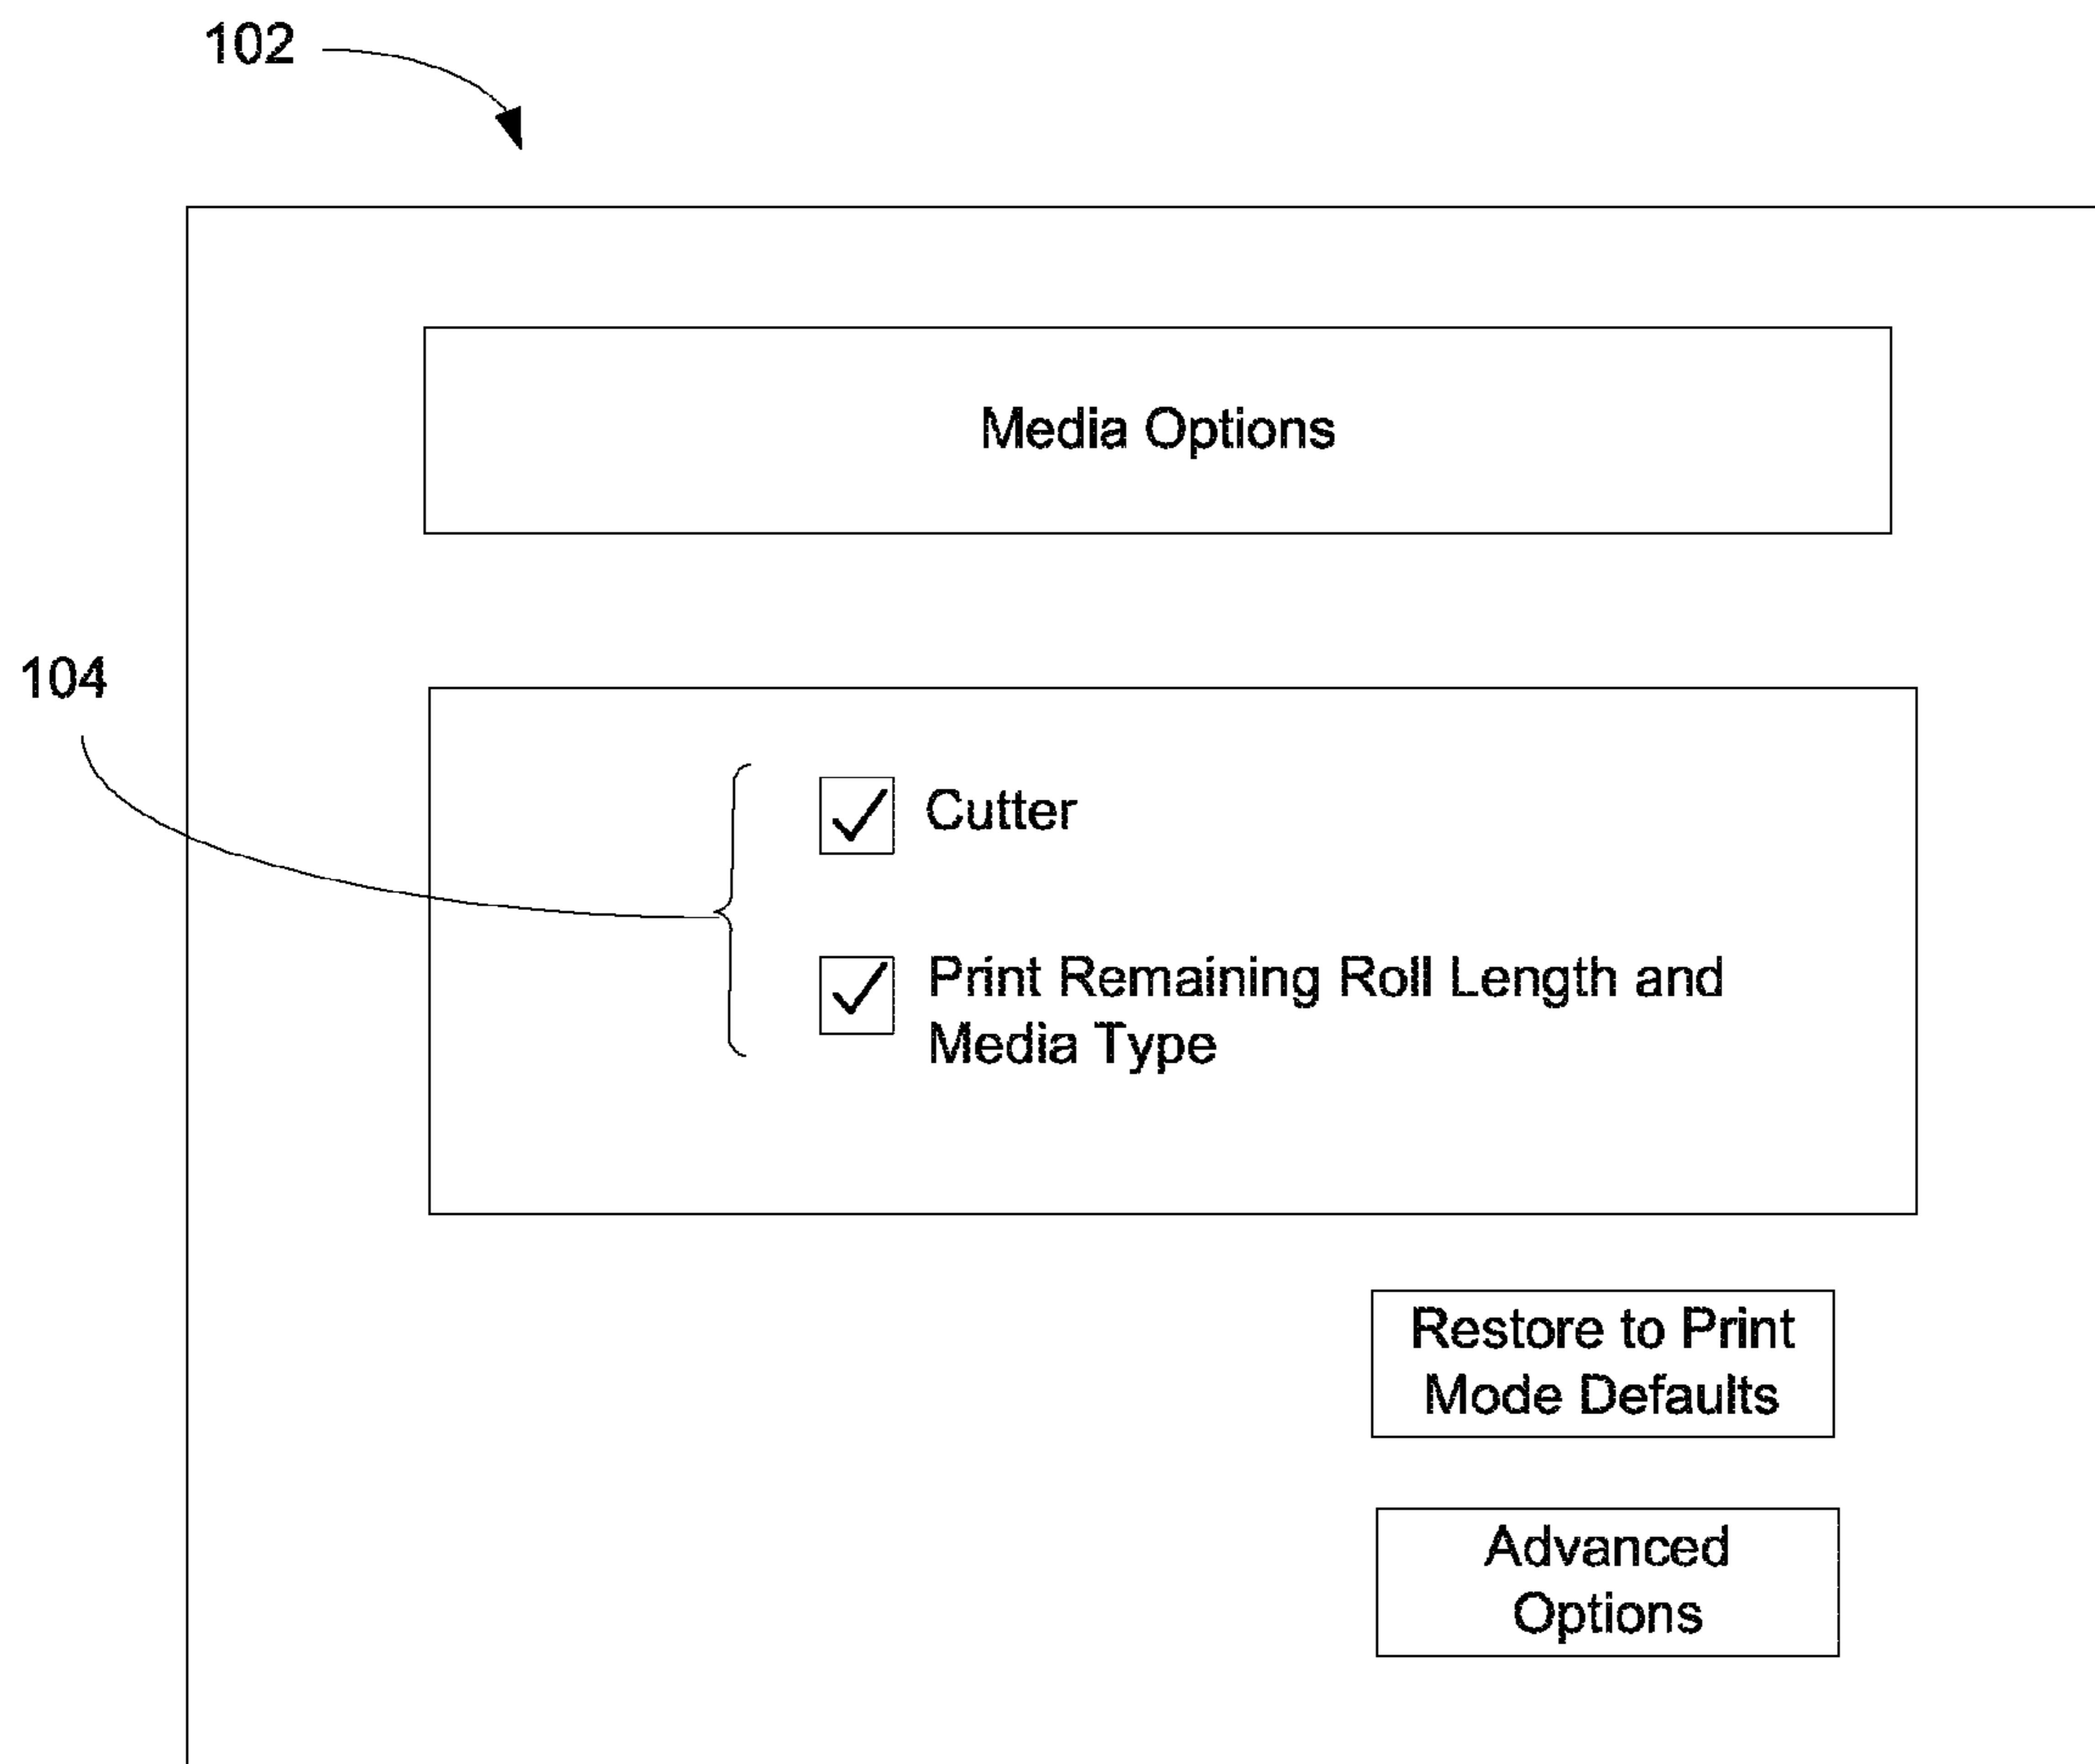 102
Media Options
104
Cutter
Print Remaining Roll Length and
Media Type
Restore to Print
Mode Defaults
Advanced
Options